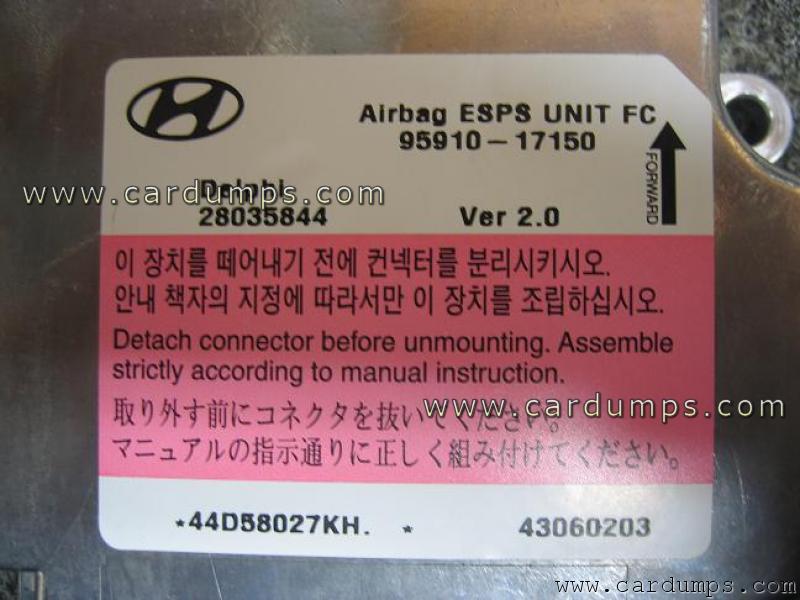 Airbag ESPS UNIT FC
95910-17150
FORWARD
Delphi
www.cardumps.com
28035844 Ver 2.0
이 장치를 떼어내기 전에 컨넥터를 분리시키시오.
안내 책자의 지정에 따라서만 이 장치를 조립하십시오.
Detach connector before unmounting. Assemble
strictly according to manual instruction.
取り外す前にコネクタを抜いてください。
www.cardumps.com
マニュアルの指示通りに正しく組み付けてください。
*44D58027KH. * 43060203
www.cardumps.com